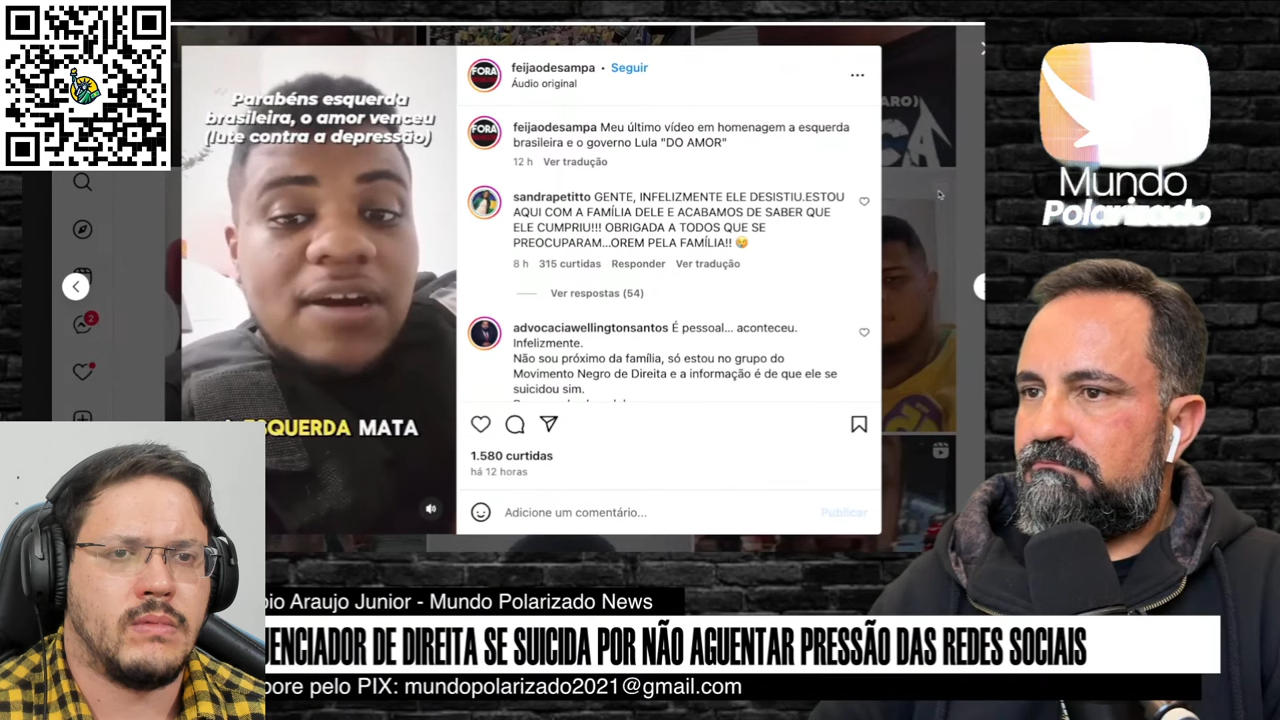 Parabéns esquerda
brasileira, o amor venceu
(lute contra a depressão)
ESQUERDA MATA
FORA
feijaodesampa • Seguir
Áudio original
FORA
feijaodesampa Meu último vídeo em homenagem a esquerda
brasileira e o governo Lula "DO AMOR"
12 h Ver tradução
sandrapetitto GENTE, INFELIZMENTE ELE DESISTIU.ESTOU
AQUI COM A FAMÍLIA DELE E ACABAMOS DE SABER QUE
ELE CUMPRIU!!! OBRIGADA A TODOS QUE SE
PREOCUPARAM...OREM PELA FAMÍLIA!! 😢
8 h 315 curtidas Responder Ver tradução
Ver respostas (54)
advocaciawellingtonsantos É pessoal... aconteceu.
Infelizmente.
Não sou próximo da família, só estou no grupo do
Movimento Negro de Direita e a informação é de que ele se
suicidou sim.
1.580 curtidas
há 12 horas
Adicione um comentário...
Publicar
2
Mundo
Polarizado
Araujo Junior - Mundo Polarizado News
UENCIADOR DE DIREITA SE SUICIDA POR NÃO AGUENTAR PRESSÃO DAS REDES SOCIAIS
bore pelo PIX: mundopolarizado2021@gmail.com